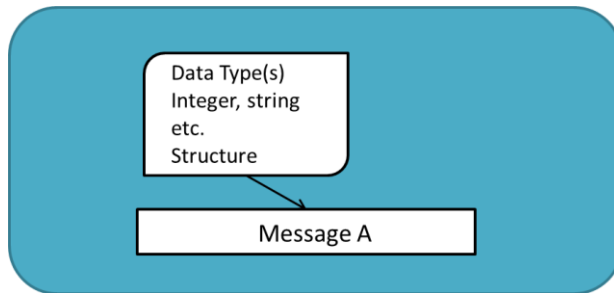 Data Type(s)
Integer, string
etc.
Structure
Message A